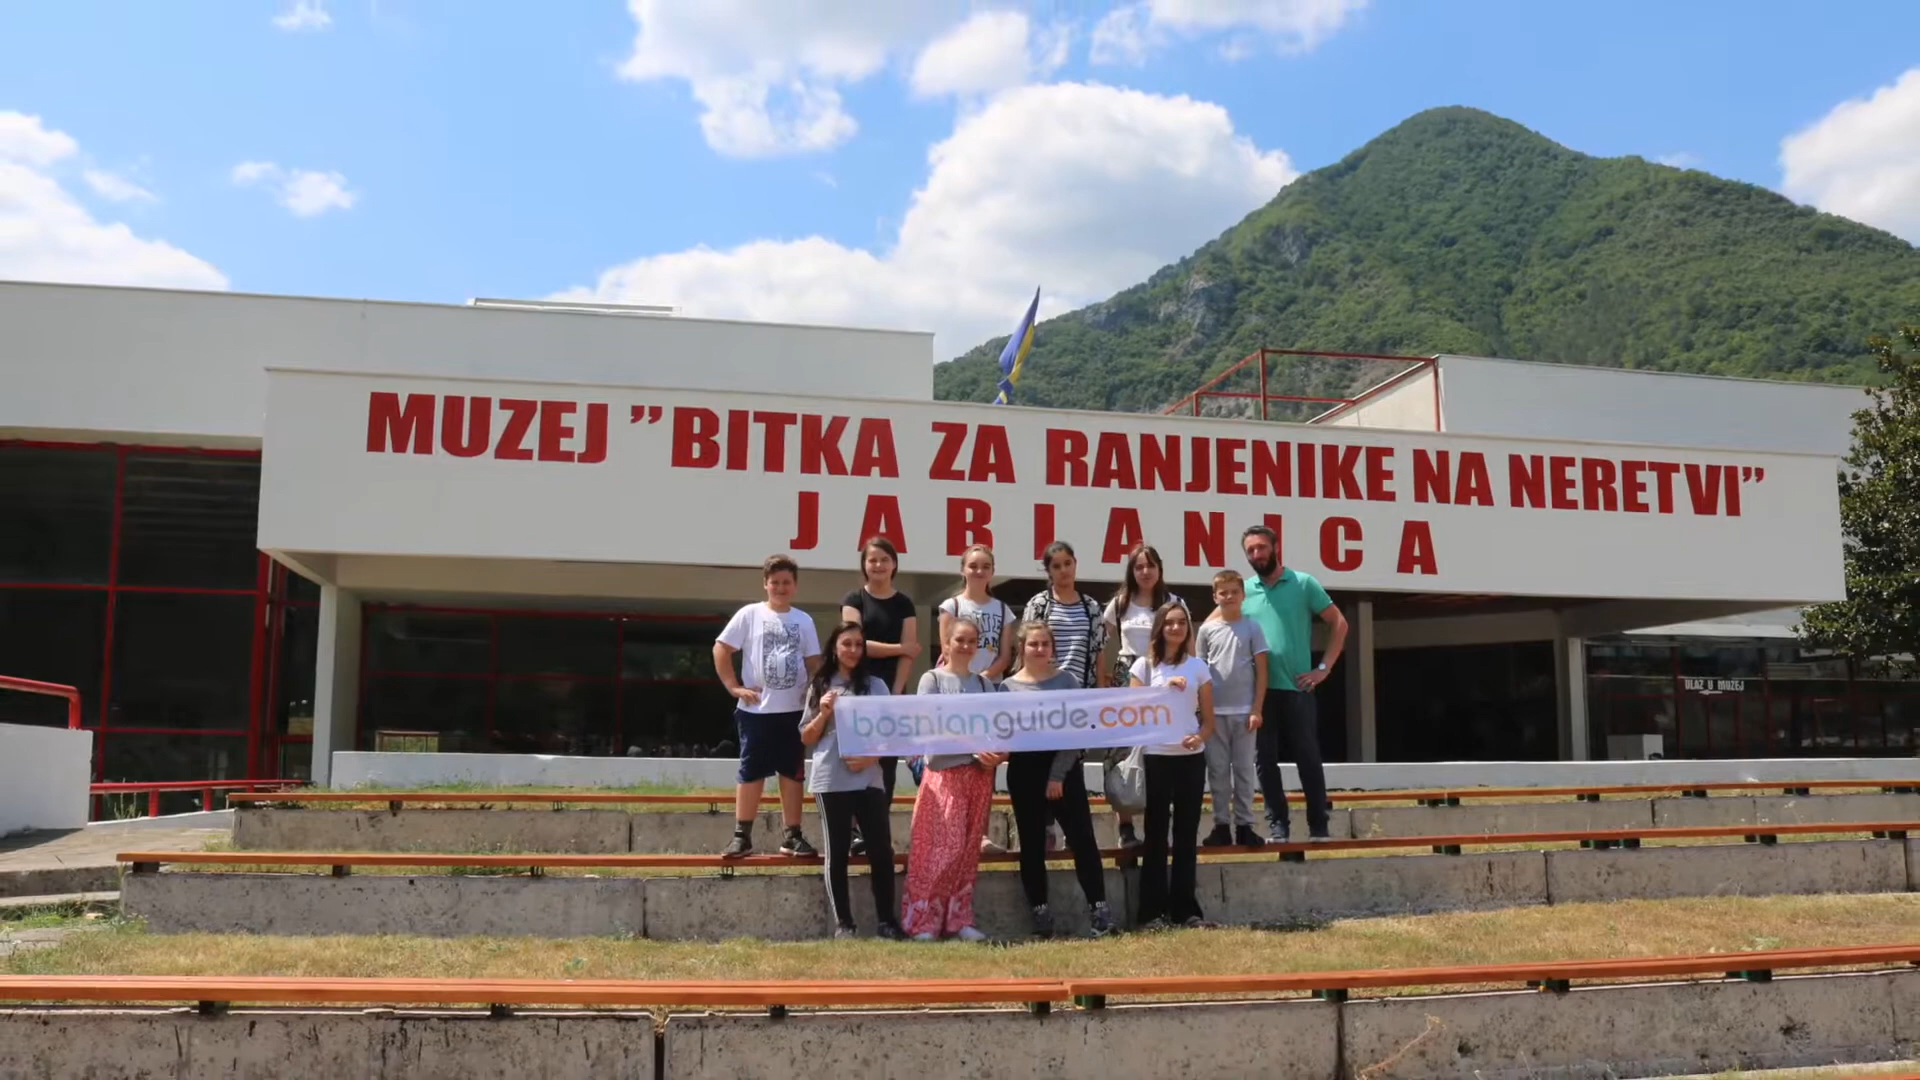 MUZEJ ”BITKA ZA RANJENIKE NA NERETVI”
JABLANICA
ULAZ U MUZEJ
bosnianguide.com